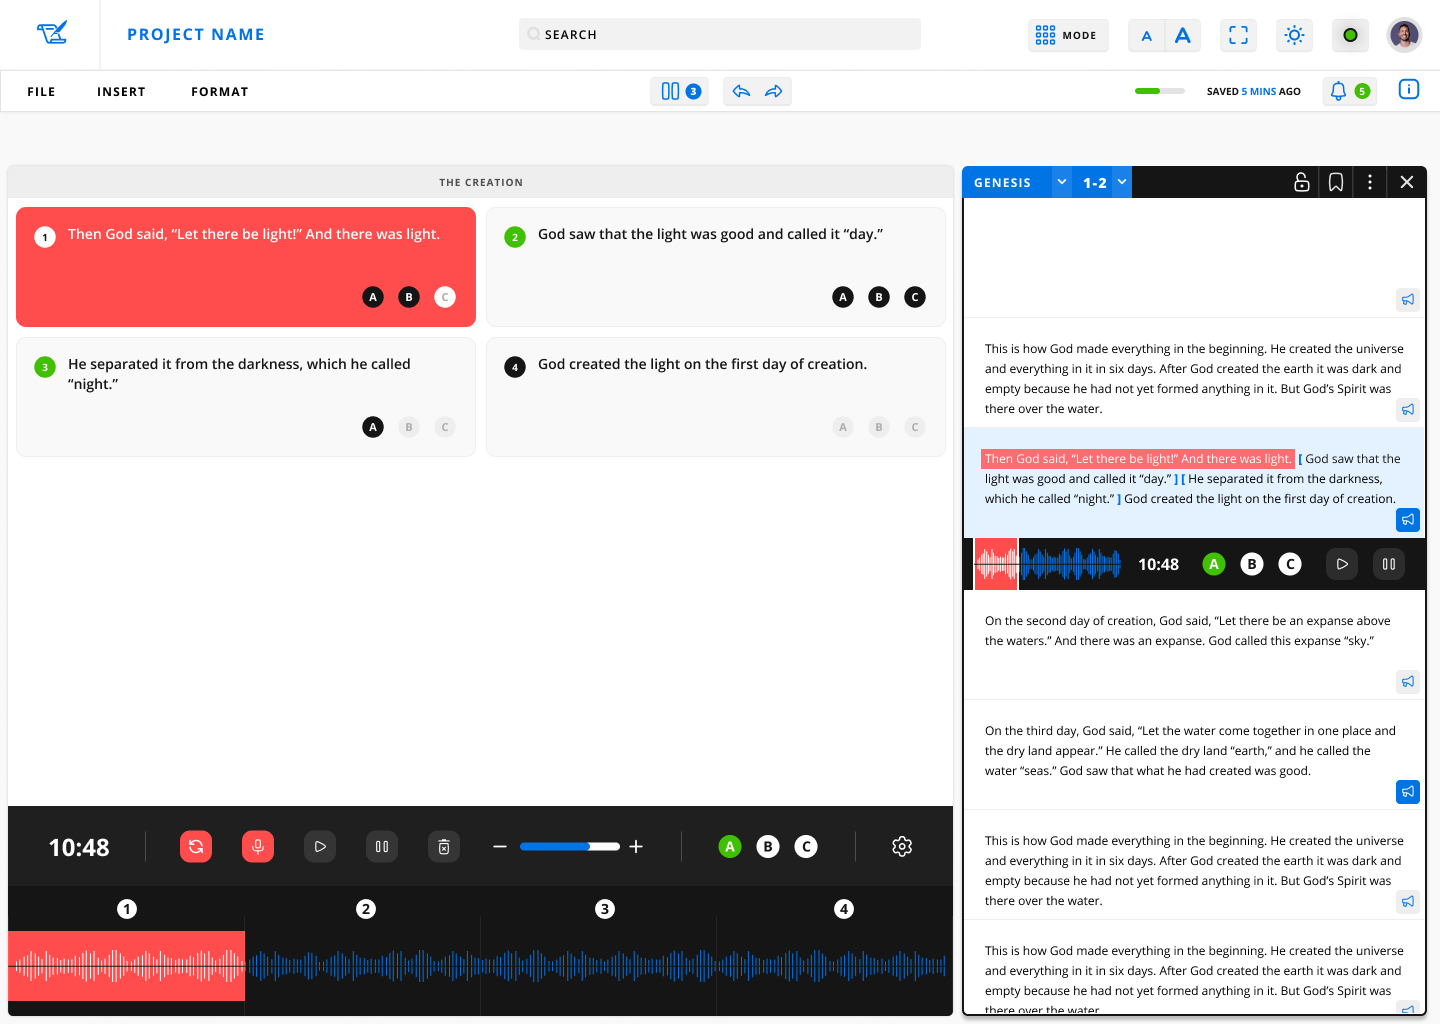 PROJECT NAME
SEARCH
MODE
A A
FILE INSERT FORMAT
3
SAVED 5 MINS AGO
5
THE CREATION
1 Then God said, “Let there be light!” And there was light.
A B C
2 God saw that the light was good and called it “day.”
A B C
3 He separated it from the darkness, which he called
“night.”
A B C
4 God created the light on the first day of creation.
A B C
10:48
A B C
1 2 3 4
GENESIS 1-2
This is how God made everything in the beginning. He created the universe
and everything in it in six days. After God created the earth it was dark and
empty because he had not yet formed anything in it. But God’s Spirit was
there over the water.
Then God said, “Let there be light!” And there was light. [ God saw that the
light was good and called it “day.” ] [ He separated it from the darkness,
which he called “night.” ] God created the light on the first day of creation.
10:48 A B C
On the second day of creation, God said, “Let there be an expanse above
the waters.” And there was an expanse. God called this expanse “sky.”
On the third day, God said, “Let the water come together in one place and
the dry land appear.” He called the dry land “earth,” and he called the
water “seas.” God saw that what he had created was good.
This is how God made everything in the beginning. He created the universe
and everything in it in six days. After God created the earth it was dark and
empty because he had not yet formed anything in it. But God’s Spirit was
there over the water.
This is how God made everything in the beginning. He created the universe
and everything in it in six days. After God created the earth it was dark and
empty because he had not yet formed anything in it. But God’s Spirit was
there over the water.